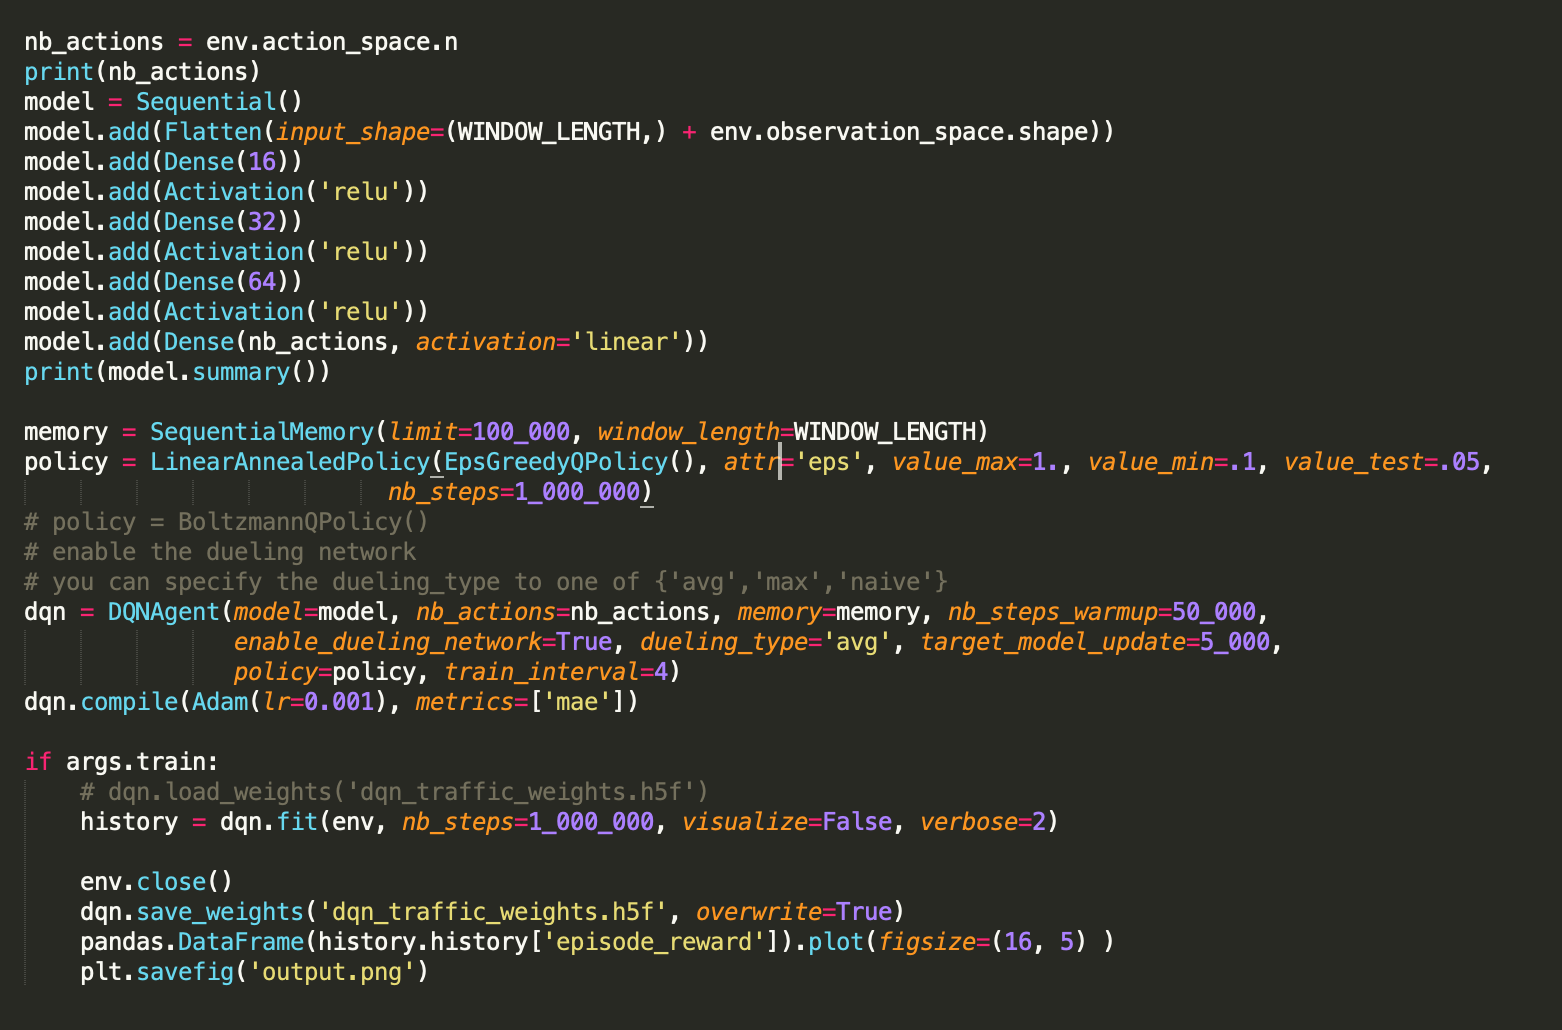 nb_actions = env.action_space.n
print(nb_actions)
model = Sequential()
model.add(Flatten(input_shape=(WINDOW_LENGTH,) + env.observation_space.shape))
model.add(Dense(16))
model.add(Activation('relu'))
model.add(Dense(32))
model.add(Activation('relu'))
model.add(Dense(64))
model.add(Activation('relu'))
model.add(Dense(nb_actions, activation='linear'))
print(model.summary())

memory = SequentialMemory(limit=100_000, window_length=WINDOW_LENGTH)
policy = LinearAnnealedPolicy(EpsGreedyQPolicy(), attr='eps', value_max=1., value_min=.1, value_test=.05,
                          nb_steps=1_000_000)
# policy = BoltzmannQPolicy()
# enable the dueling network
# you can specify the dueling_type to one of {'avg','max','naive'}
dqn = DQNAgent(model=model, nb_actions=nb_actions, memory=memory, nb_steps_warmup=50_000,
               enable_dueling_network=True, dueling_type='avg', target_model_update=5_000,
               policy=policy, train_interval=4)
dqn.compile(Adam(lr=0.001), metrics=['mae'])

if args.train:
    # dqn.load_weights('dqn_traffic_weights.h5f')
    history = dqn.fit(env, nb_steps=1_000_000, visualize=False, verbose=2)

    env.close()
    dqn.save_weights('dqn_traffic_weights.h5f', overwrite=True)
    pandas.DataFrame(history.history['episode_reward']).plot(figsize=(16, 5) )
    plt.savefig('output.png')